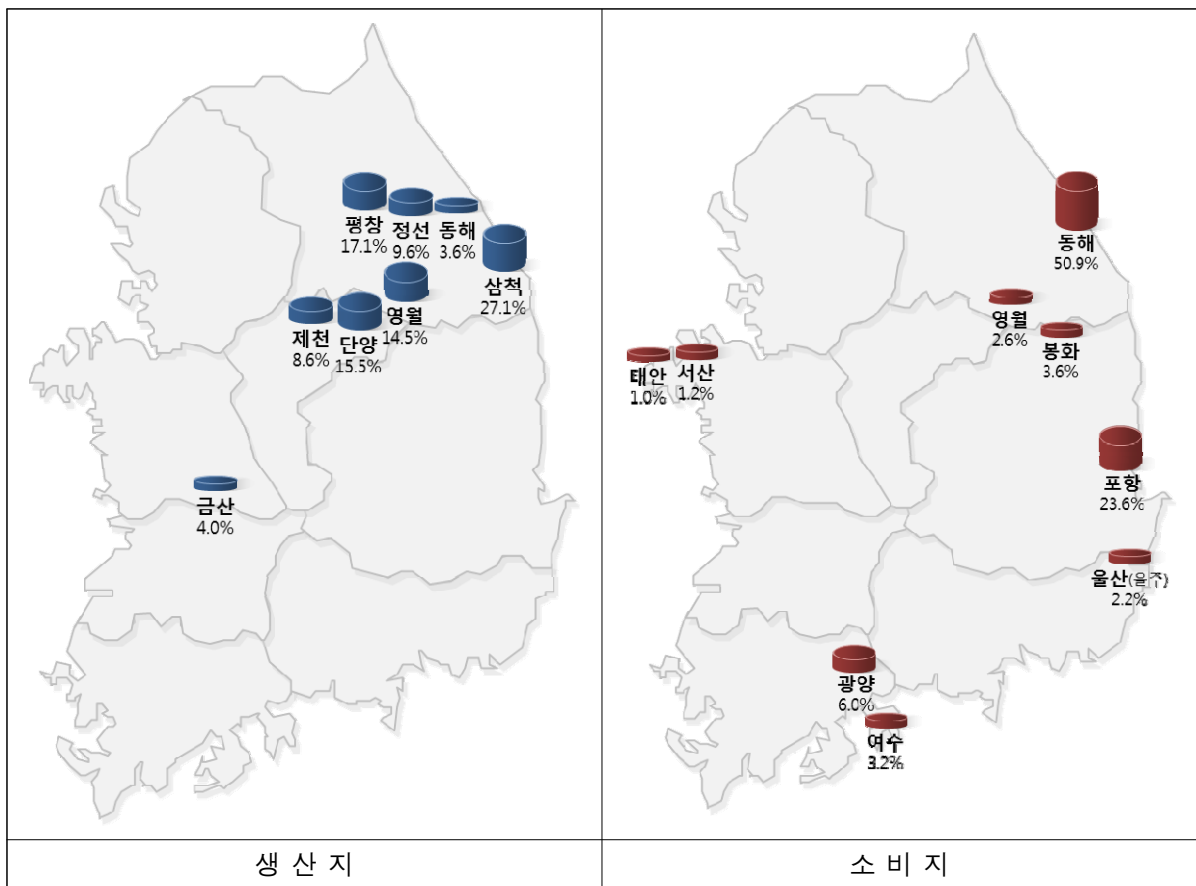 평창
17.1%
정선
9.6%
동해
3.6%
삼척
27.1%
영월
14.5%
제천
8.6%
단양
15.5%
금산
4.0%
생 산 지
동해
50.9%
영월
2.6%
봉화
3.6%
태안
1.0%
서산
1.2%
포항
23.6%
울산(울주)
2.2%
광양
6.0%
여수
3.2%
소 비 지